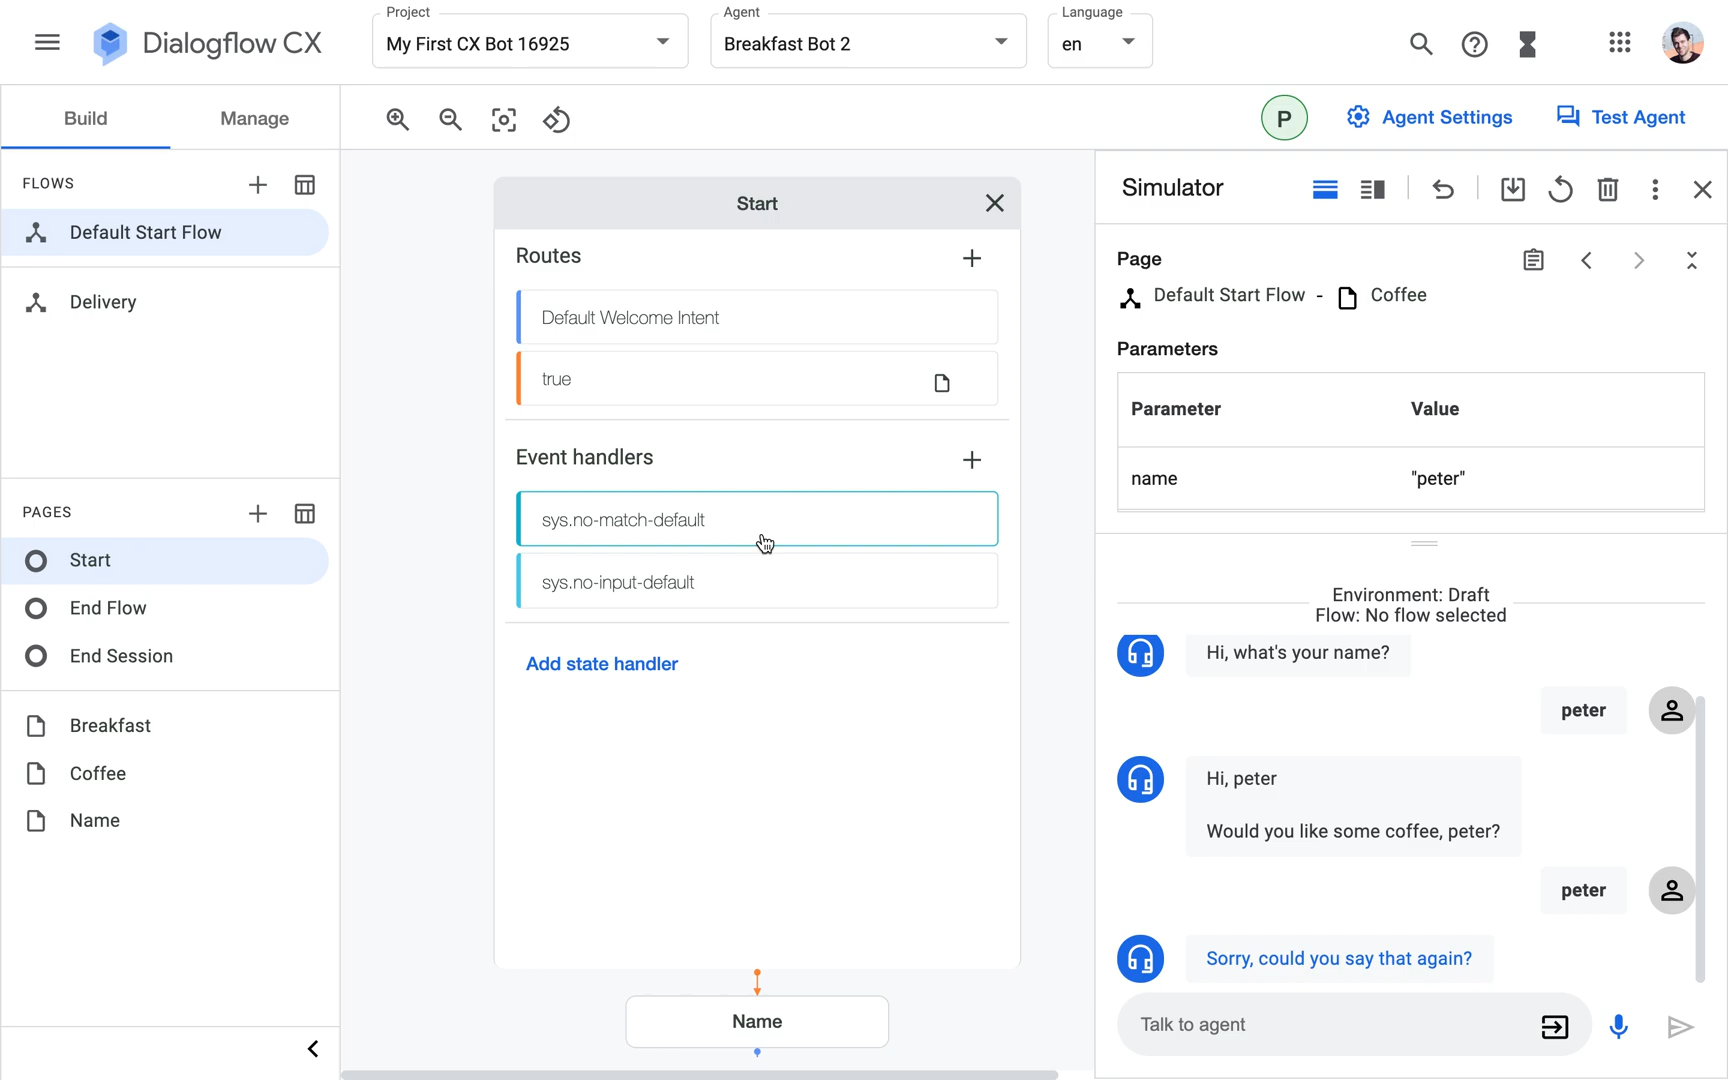 Dialogflow CX
Project
My First CX Bot 16925
Agent
Breakfast Bot 2
Language
en
Build
Manage
P
Agent Settings
Test Agent
FLOWS
Default Start Flow
Delivery
PAGES
Start
End Flow
End Session
Breakfast
Coffee
Name
Start
Routes
Default Welcome Intent
true
Event handlers
sys.no-match-default
sys.no-input-default
Add state handler
Name
Simulator
Page
Default Start Flow - Coffee
Parameters
Parameter Value
name "peter"
Environment: Draft
Flow: No flow selected
Hi, what's your name?
peter
Hi, peter
Would you like some coffee, peter?
peter
Sorry, could you say that again?
Talk to agent